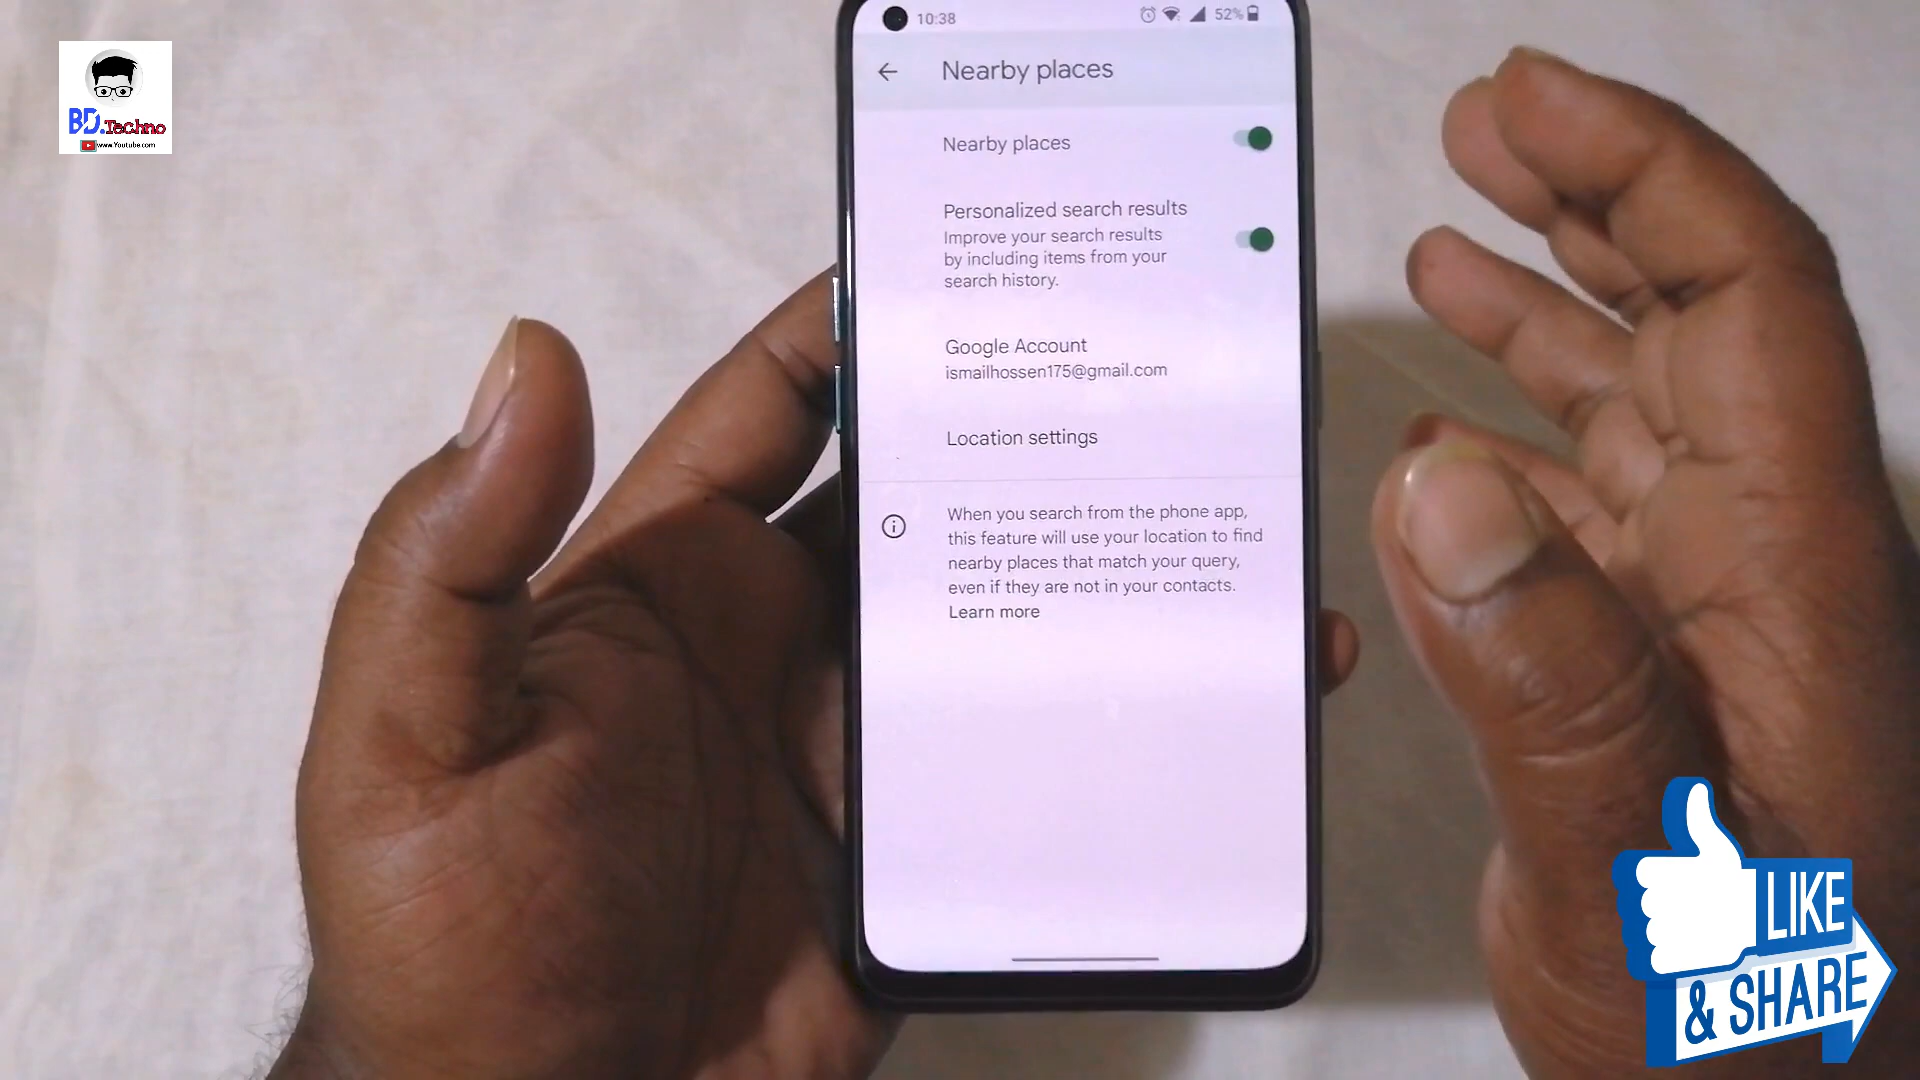 BD.Techno
www.Youtube.com
10:38
52%
Nearby places
Nearby places
Personalized search results
Improve your search results
by including items from your
search history.
Google Account
ismailhossen175@gmail.com
Location settings
When you search from the phone app,
this feature will use your location to find
nearby places that match your query,
even if they are not in your contacts.
Learn more
LIKE
& SHARE